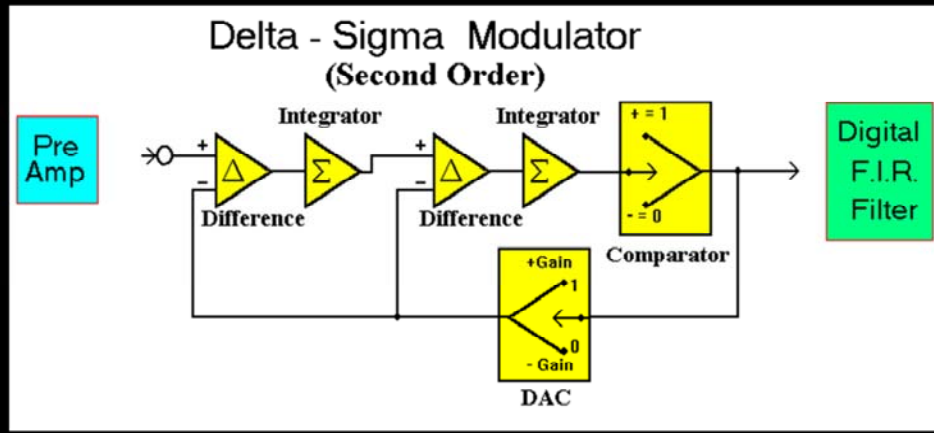 Delta - Sigma Modulator
(Second Order)
Pre
Amp
Integrator
Integrator
+ = 1
- = 0
Digital
F.I.R.
Filter
+
−
Δ
Σ
+
−
Δ
Σ
Difference
Difference
Comparator
+Gain
1
0
- Gain
DAC